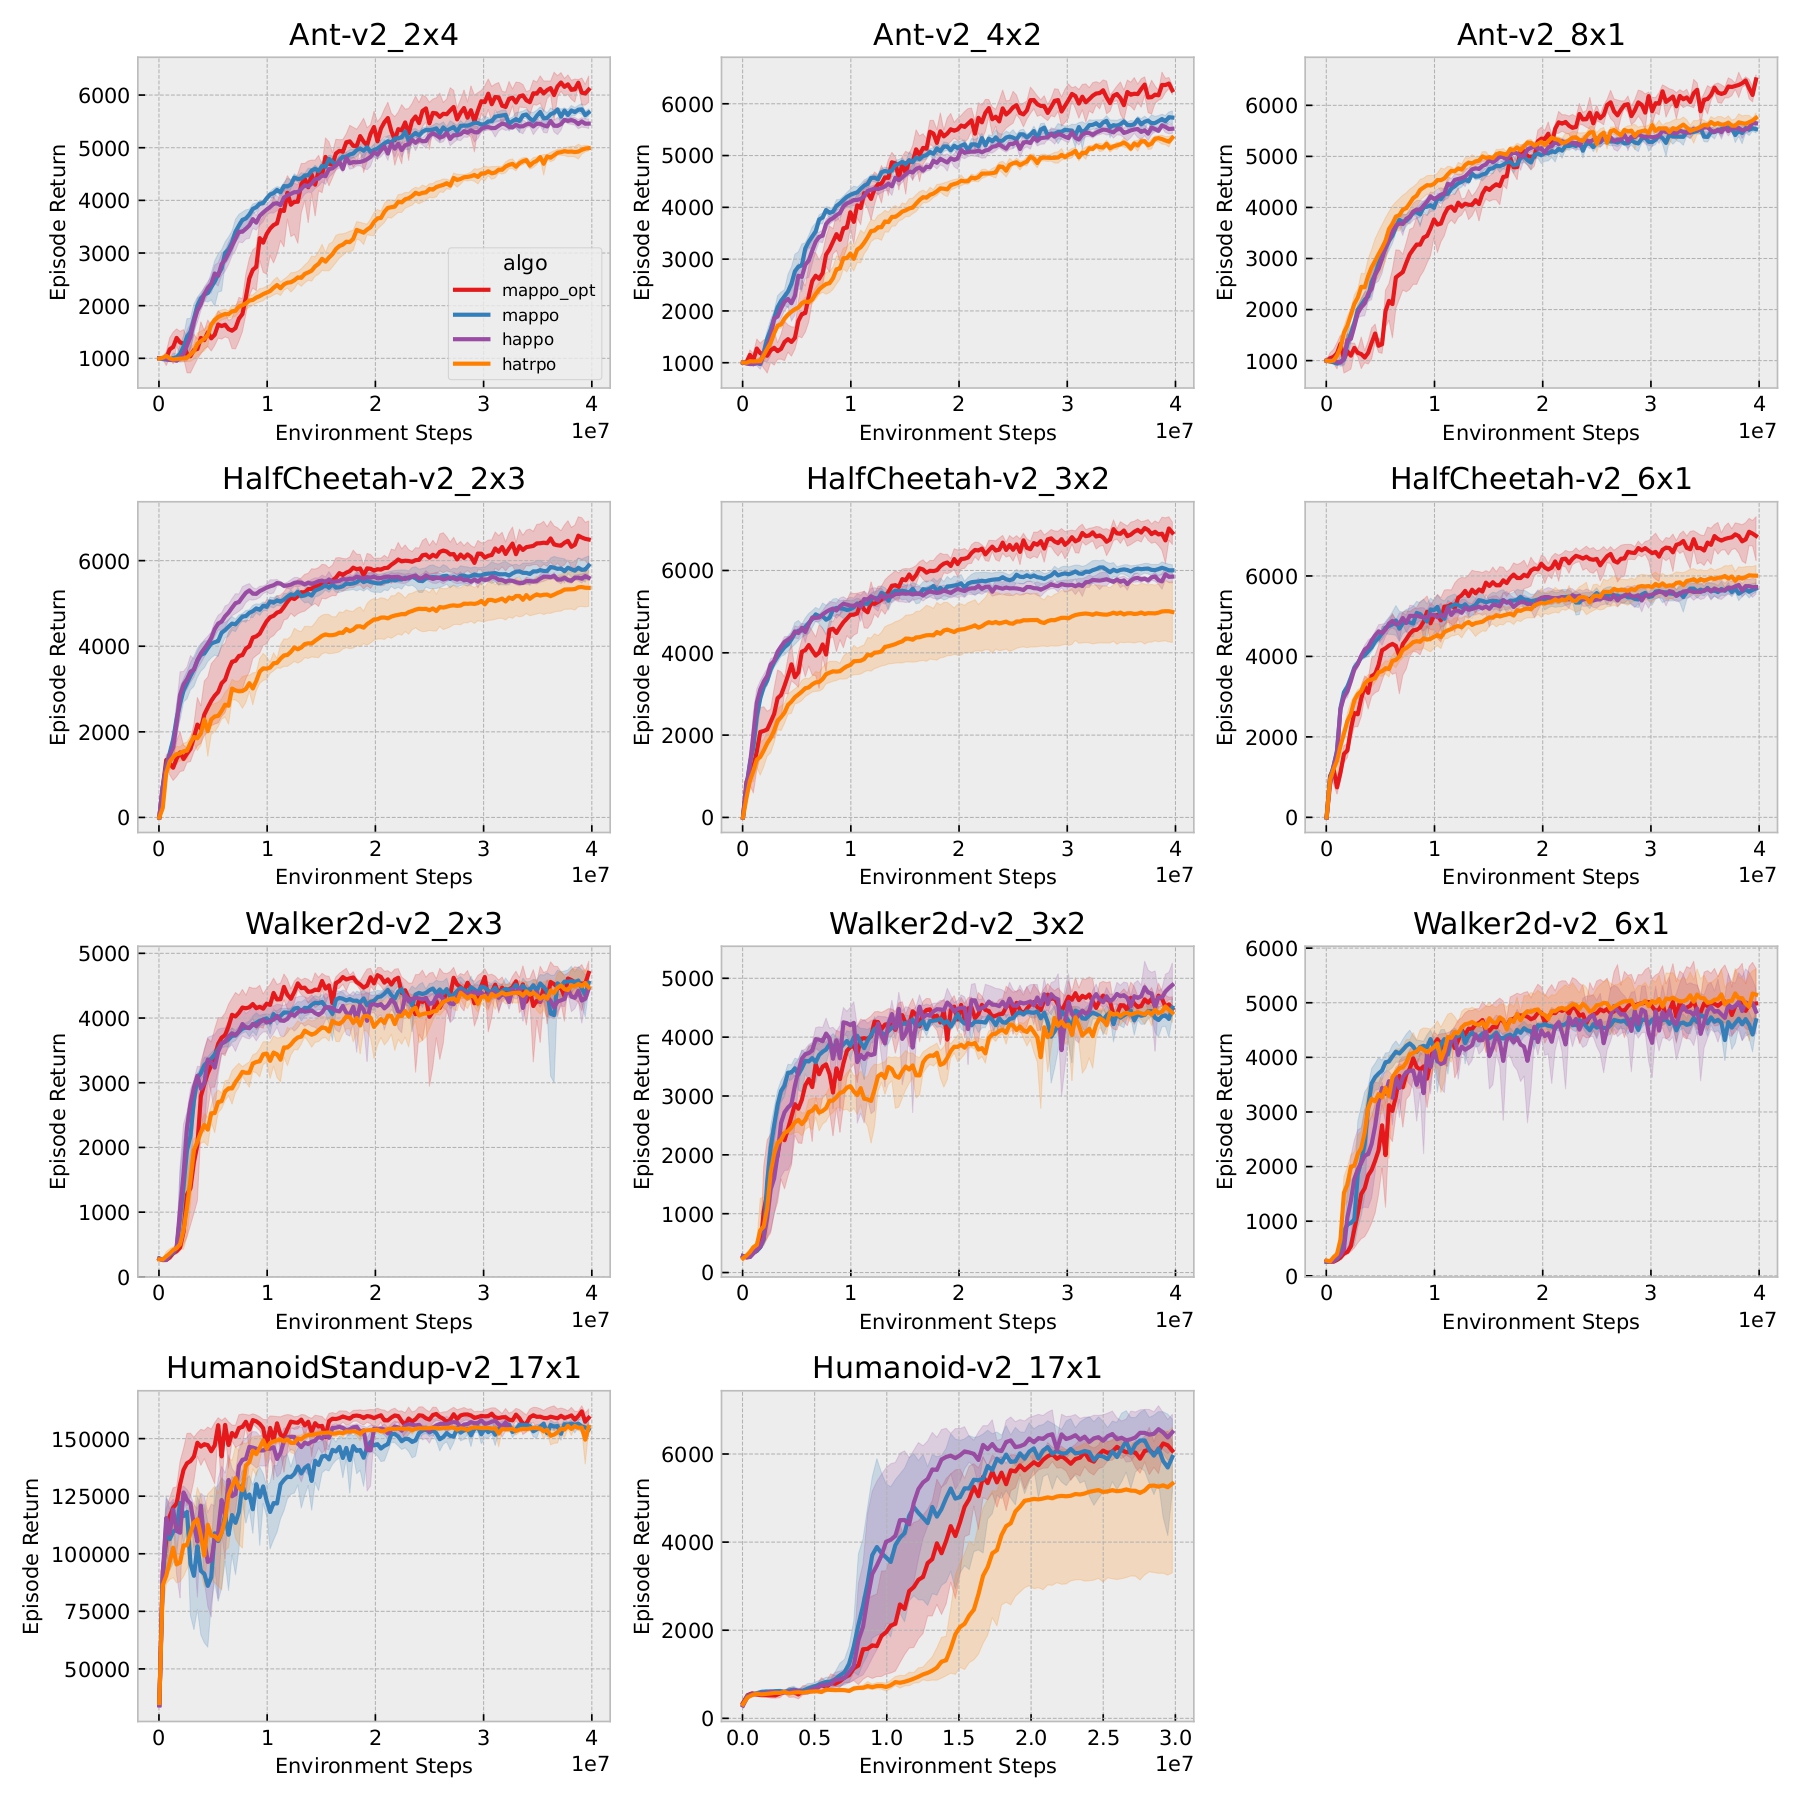 Ant-v2_2x4
Ant-v2_4x2
Ant-v2_8x1
Episode Return
6000
5000
4000
3000
2000
1000
algo
mappo_opt
mappo
happo
hatrpo
0 1 2 3 4
Environment Steps 1e7
Episode Return
6000
5000
4000
3000
2000
1000
0 1 2 3 4
Environment Steps 1e7
Episode Return
6000
5000
4000
3000
2000
1000
0 1 2 3 4
Environment Steps 1e7
HalfCheetah-v2_2x3
HalfCheetah-v2_3x2
HalfCheetah-v2_6x1
Episode Return
6000
4000
2000
0
0 1 2 3 4
Environment Steps 1e7
Episode Return
6000
4000
2000
0
0 1 2 3 4
Environment Steps 1e7
Episode Return
6000
4000
2000
0
0 1 2 3 4
Environment Steps 1e7
Walker2d-v2_2x3
Walker2d-v2_3x2
Walker2d-v2_6x1
Episode Return
5000
4000
3000
2000
1000
0
0 1 2 3 4
Environment Steps 1e7
Episode Return
5000
4000
3000
2000
1000
0
0 1 2 3 4
Environment Steps 1e7
Episode Return
6000
5000
4000
3000
2000
1000
0
0 1 2 3 4
Environment Steps 1e7
HumanoidStandup-v2_17x1
Humanoid-v2_17x1
Episode Return
150000
125000
100000
75000
50000
0 1 2 3 4
Environment Steps 1e7
Episode Return
6000
4000
2000
0
0.0 0.5 1.0 1.5 2.0 2.5 3.0
Environment Steps 1e7